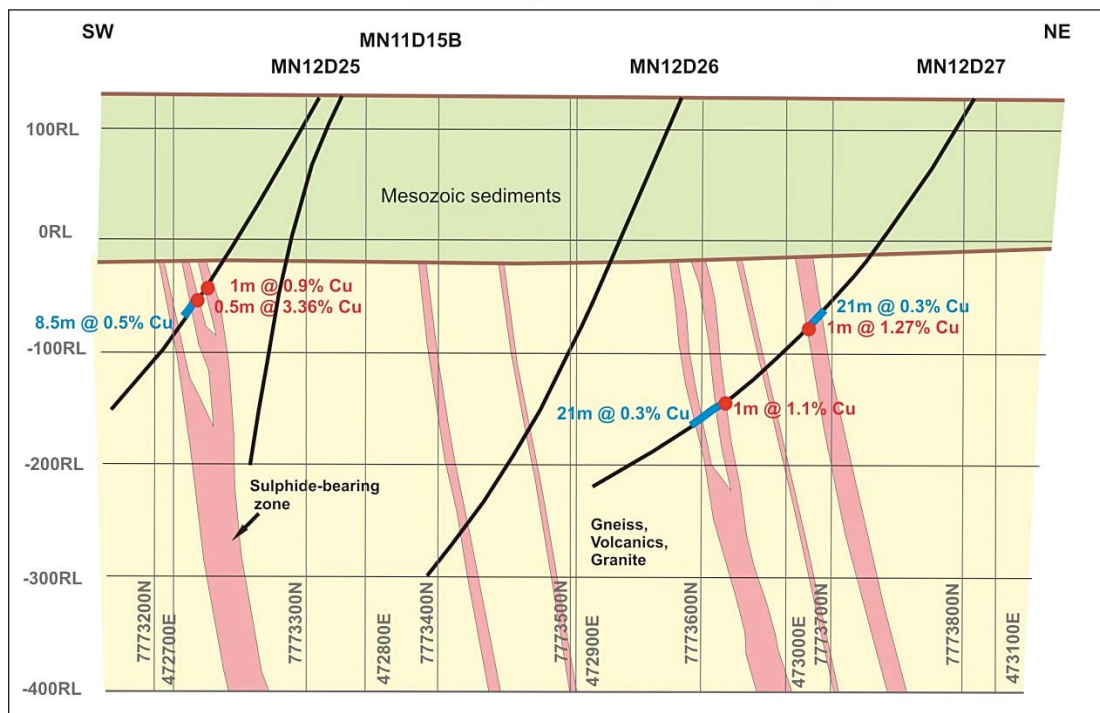 SW
MN11D15B
NE
MN12D25
MN12D26
MN12D27
100RL
Mesozoic sediments
0RL
1m @ 0.9% Cu
0.5m @ 3.36% Cu
8.5m @ 0.5% Cu
21m @ 0.3% Cu
1m @ 1.27% Cu
-100RL
21m @ 0.3% Cu
1m @ 1.1% Cu
-200RL
Sulphide-bearing
zone
Gneiss,
Volcanics,
Granite
-300RL
7773200N
472700E
7773300N
472800E
7773400N
7773500N
472900E
7773600N
473000E
7773700N
7773800N
473100E
-400RL